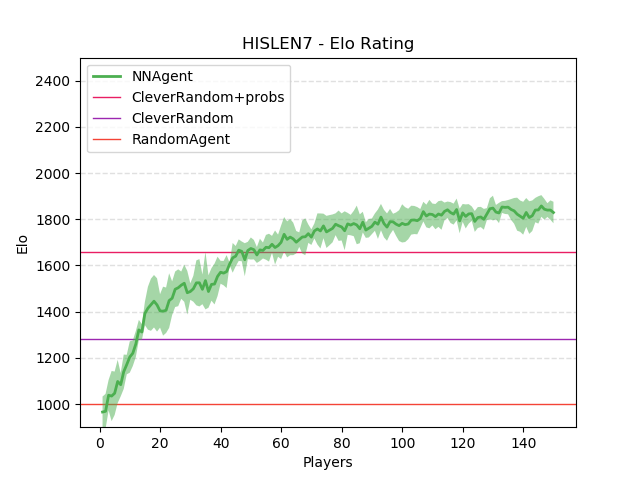 HISLEN7 - Elo Rating
NNAgent
CleverRandom+probs
CleverRandom
RandomAgent
Elo
2400
2200
2000
1800
1600
1400
1200
1000
0 20 40 60 80 100 120 140
Players